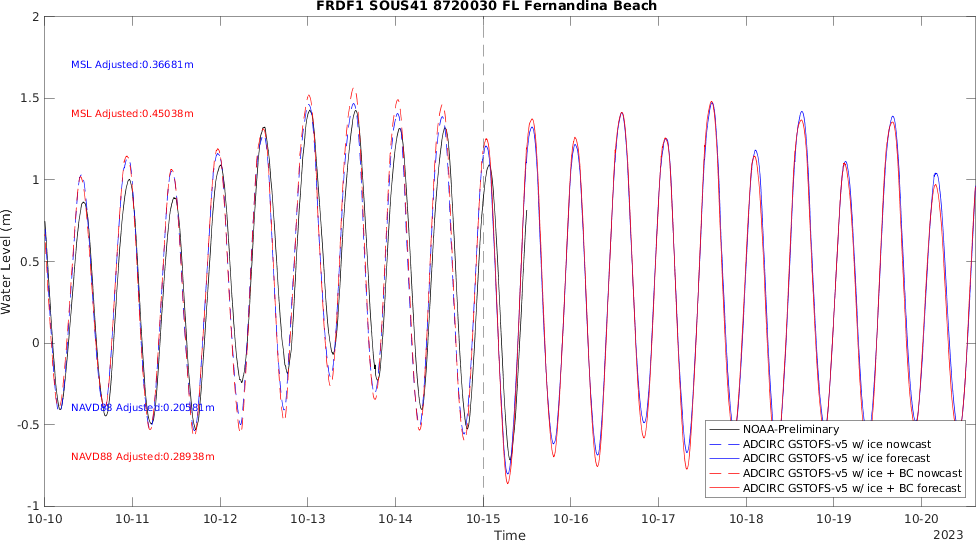 FRDF1 SOUS41 8720030 FL Fernandina Beach
2
1.5
1
0.5
0
-0.5
-1
Water Level (m)
MSL Adjusted:0.36681m
MSL Adjusted:0.45038m
NAVD88 Adjusted:0.20581m
NAVD88 Adjusted:0.28938m
NOAA-Preliminary
ADCIRC GSTOFS-v5 w/ ice nowcast
ADCIRC GSTOFS-v5 w/ ice forecast
ADCIRC GSTOFS-v5 w/ ice + BC nowcast
ADCIRC GSTOFS-v5 w/ ice + BC forecast
10-10 10-11 10-12 10-13 10-14 10-15 10-16 10-17 10-18 10-19 10-20
Time
2023